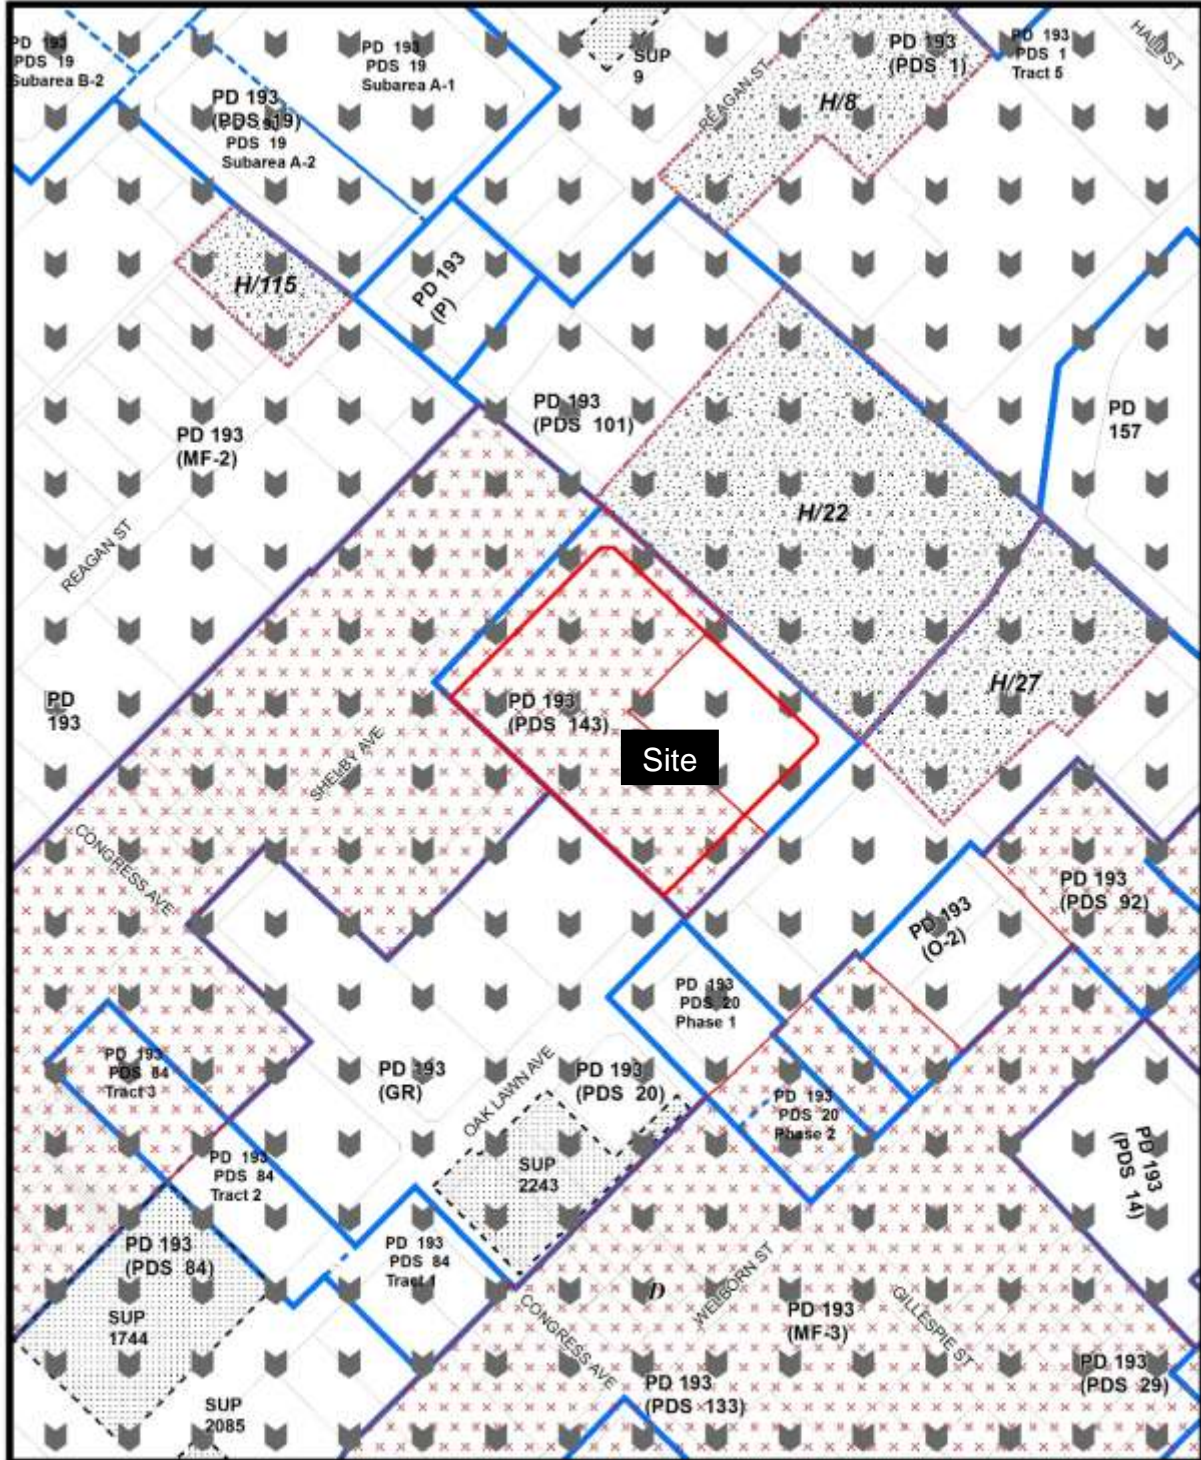 PD 193
PDS 19
Subarea B-2
PD 193
PDS 19
Subarea A-1
PD 193
(PDS 19)
PD 193
PDS 19
Subarea A-2
SUP
9
REAGAN ST
PD 193
(PDS 1)
H/8
PD 193
PDS 1
Tract 5
HALL ST
H/115
PD 193
(P)
PD 193
(PDS 101)
PD
157
PD 193
(MF-2)
REAGAN ST
H/22
H/27
PD
193
SHELBY AVE
PD 193
(PDS 143)
Site
CONGRESS AVE
PD 193
(PDS 92)
PD 193
(O-2)
PD 193
PDS 20
Phase 1
PD 193
PDS 84
Tract 3
PD 193
(GR)
OAK LAWN AVE
PD 193
(PDS 20)
PD 193
PDS 20
Phase 2
PD 193
(PDS 14)
PD 193
PDS 84
Tract 2
SUP
2243
PD 193
(PDS 84)
PD 193
PDS 84
Tract 1
SUP
1744
D
WELBORN ST
PD 193
(MF-3)
GILLESPIE ST
CONGRESS AVE
PD 193
(PDS 29)
PD 193
(PDS 133)
SUP
2085